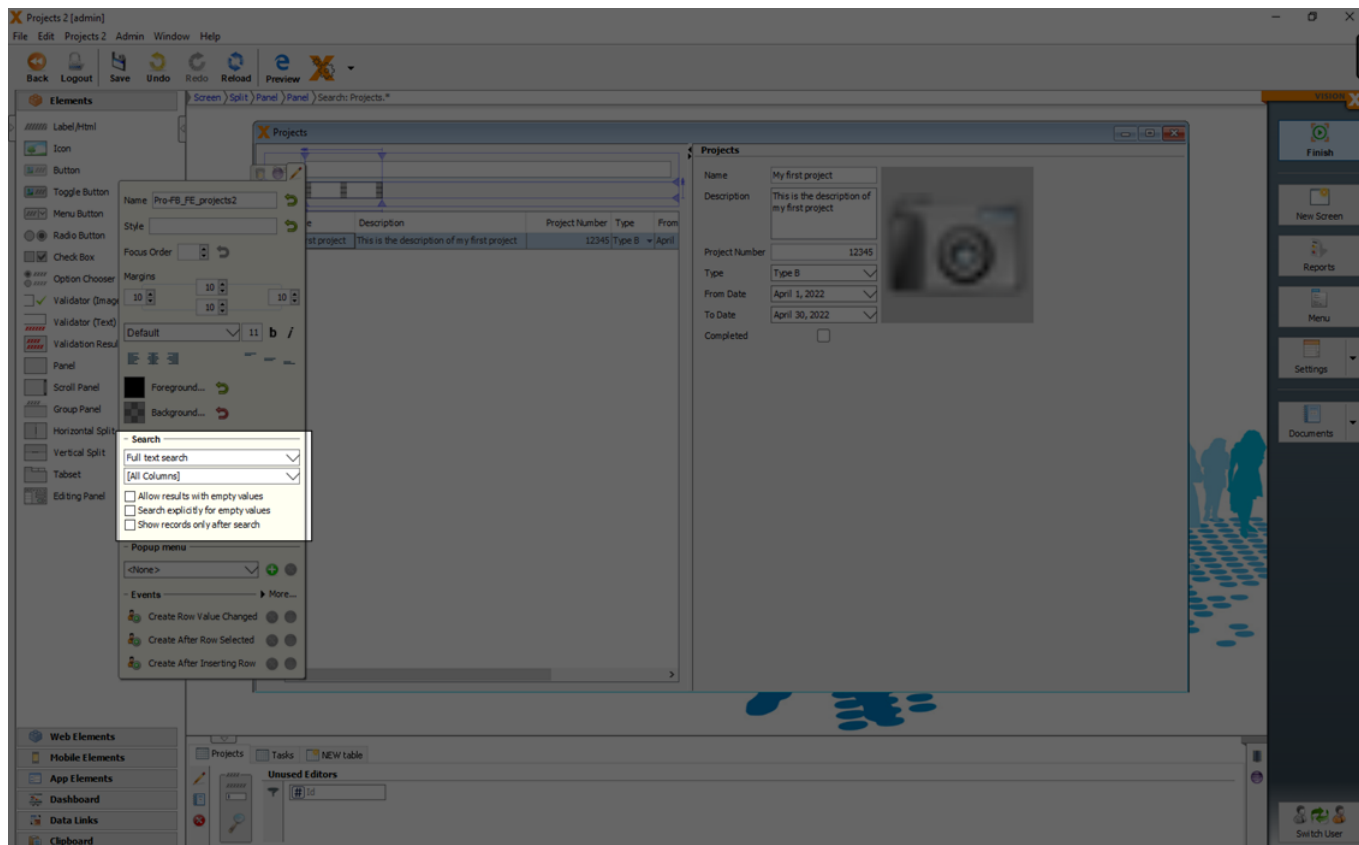 Projects 2 [admin]
File Edit Projects 2 Admin Window Help
Back Logout Save Undo Redo Reload Preview
Elements
Label/Html
Icon
Button
Toggle Button
Menu Button
Radio Button
Check Box
Option Chooser
Validator (Imag
Validator (Text)
Validation Resul
Panel
Scroll Panel
Group Panel
Horizontal Split
Vertical Split
Tabset
Editing Panel
Web Elements
Mobile Elements
App Elements
Dashboard
Data Links
Clipboard
Screen Split Panel Panel Search: Projects.*
Name Pro-FB_FE_projects2
Style
Focus Order
Margins
10
10 10
10
Default 11 b i
Foreground...
Background...
Search
Full text search
[All Columns]
Allow results with empty values
Search explicitly for empty values
Show records only after search
Popup menu
<None>
Events More...
Create Row Value Changed
Create After Row Selected
Create After Inserting Row
Projects
e Description Project Number Type From
rst project This is the description of my first project 12345 Type B April
Projects
Name My first project
Description This is the description of
my first project
Project Number 12345
Type Type B
From Date April 1, 2022
To Date April 30, 2022
Completed
Projects Tasks NEW table
Unused Editors
# Id
VISION X
Finish
New Screen
Reports
Menu
Settings
Documents
Switch User